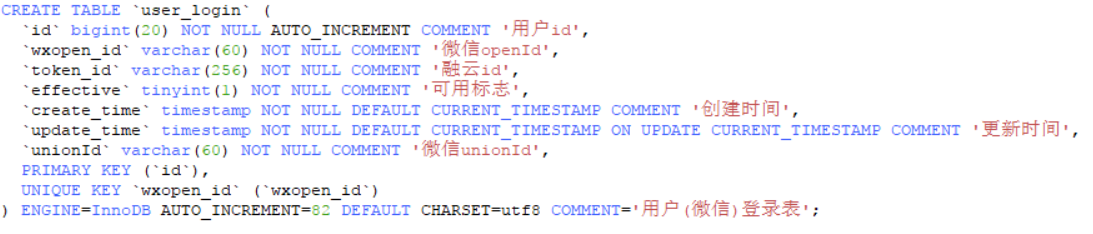 CREATE TABLE `user_login` (
  `id` bigint(20) NOT NULL AUTO_INCREMENT COMMENT '用户id',
  `wxopen_id` varchar(60) NOT NULL COMMENT '微信openId',
  `token_id` varchar(256) NOT NULL COMMENT '融云id',
  `effective` tinyint(1) NOT NULL COMMENT '可用标志',
  `create_time` timestamp NOT NULL DEFAULT CURRENT_TIMESTAMP COMMENT '创建时间',
  `update_time` timestamp NOT NULL DEFAULT CURRENT_TIMESTAMP ON UPDATE CURRENT_TIMESTAMP COMMENT '更新时间',
  `unionId` varchar(60) NOT NULL COMMENT '微信unionId',
  PRIMARY KEY (`id`),
  UNIQUE KEY `wxopen_id` (`wxopen_id`)
) ENGINE=InnoDB AUTO_INCREMENT=82 DEFAULT CHARSET=utf8 COMMENT='用户(微信)登录表';